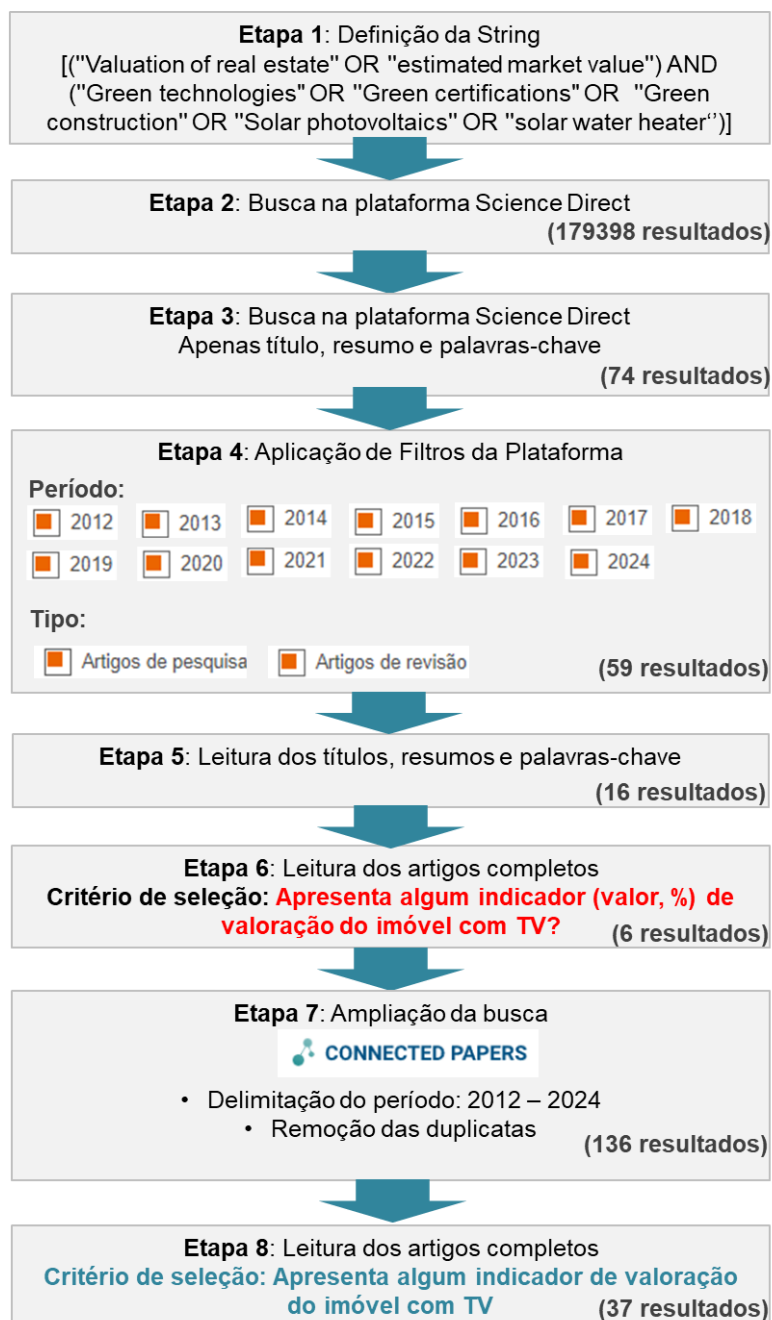 Etapa 1: Definição da String
[("Valuation of real estate" OR "estimated market value") AND
("Green technologies" OR "Green certifications" OR "Green
construction" OR "Solar photovoltaics" OR "solar water heater‘’)]
Etapa 2: Busca na plataforma Science Direct
(179398 resultados)
Etapa 3: Busca na plataforma Science Direct
Apenas título, resumo e palavras-chave
(74 resultados)
Etapa 4: Aplicação de Filtros da Plataforma
Período:
2012 2013 2014 2015 2016 2017 2018
2019 2020 2021 2022 2023 2024
Tipo:
Artigos de pesquisa Artigos de revisão (59 resultados)
Etapa 5: Leitura dos títulos, resumos e palavras-chave
(16 resultados)
Etapa 6: Leitura dos artigos completos
Critério de seleção: Apresenta algum indicador (valor, %) de
valoração do imóvel com TV? (6 resultados)
Etapa 7: Ampliação da busca
CONNECTED PAPERS
• Delimitação do período: 2012 – 2024
• Remoção das duplicatas
(136 resultados)
Etapa 8: Leitura dos artigos completos
Critério de seleção: Apresenta algum indicador de valoração
do imóvel com TV (37 resultados)